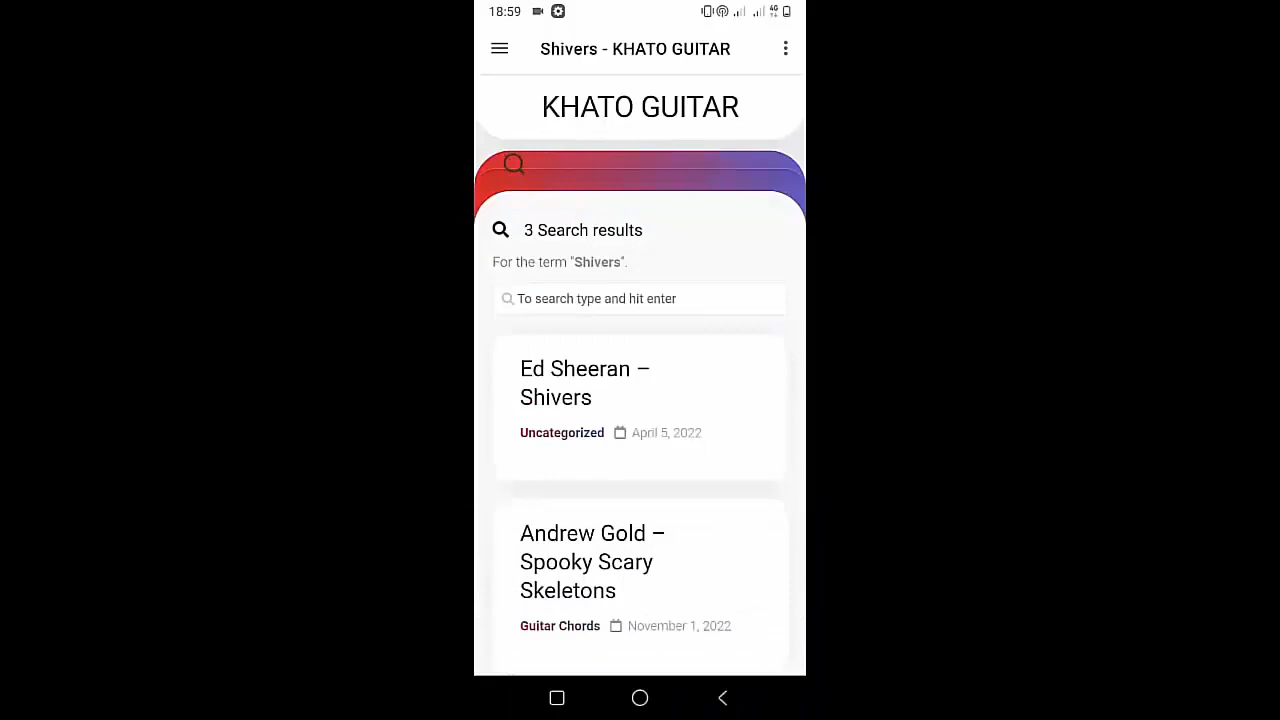 18:59 4G
Shivers - KHATO GUITAR
KHATO GUITAR
3 Search results
For the term "Shivers".
To search type and hit enter
Ed Sheeran –
Shivers
Uncategorized April 5, 2022
Andrew Gold –
Spooky Scary
Skeletons
Guitar Chords November 1, 2022